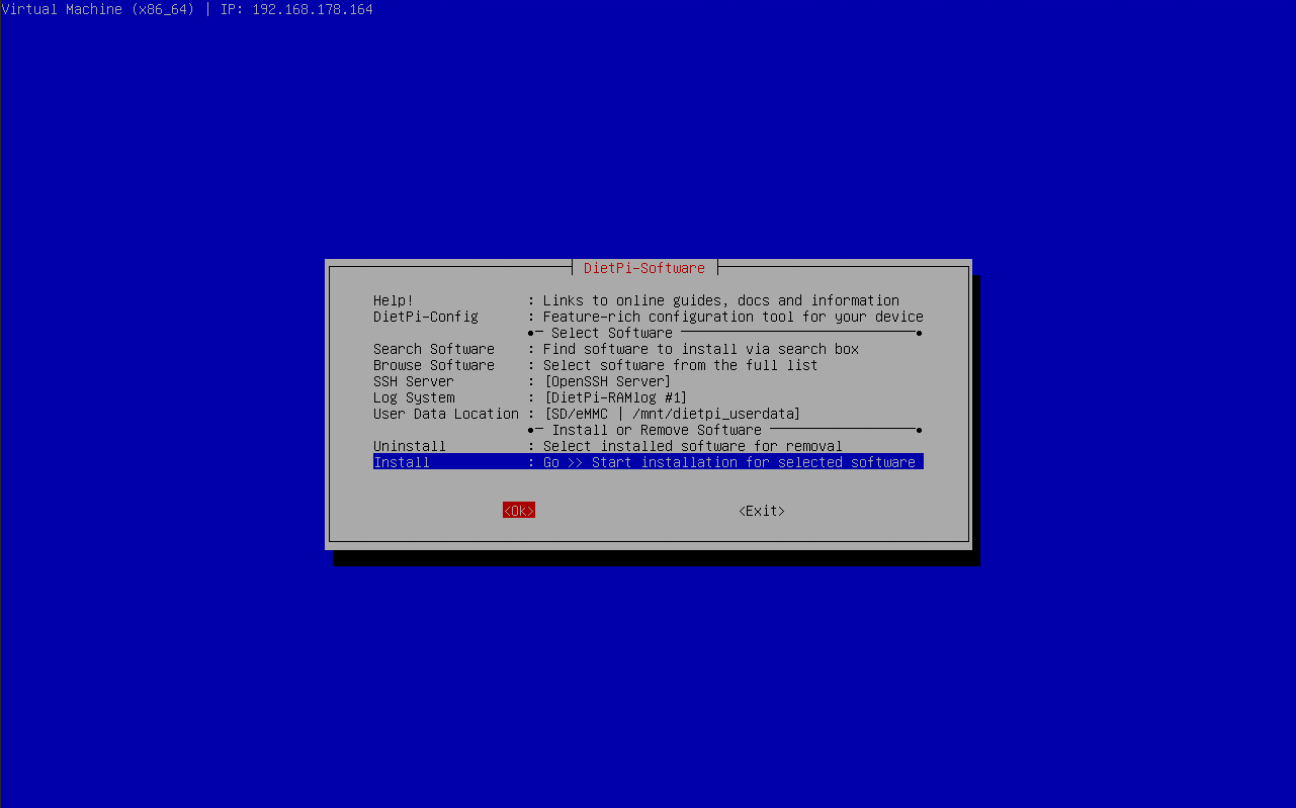 Virtual Machine (x86_64) | IP: 192.168.178.164
DietPi-Software
Help! : Links to online guides, docs and information
DietPi-Config : Feature-rich configuration tool for your device
●─ Select Software ─●
Search Software : Find software to install via search box
Browse Software : Select software from the full list
SSH Server : [OpenSSH Server]
Log System : [DietPi-RAMlog #1]
User Data Location : [SD/eMMC | /mnt/dietpi_userdata]
●─ Install or Remove Software ─●
Uninstall : Select installed software for removal
Install : Go >> Start installation for selected software
<Ok> <Exit>